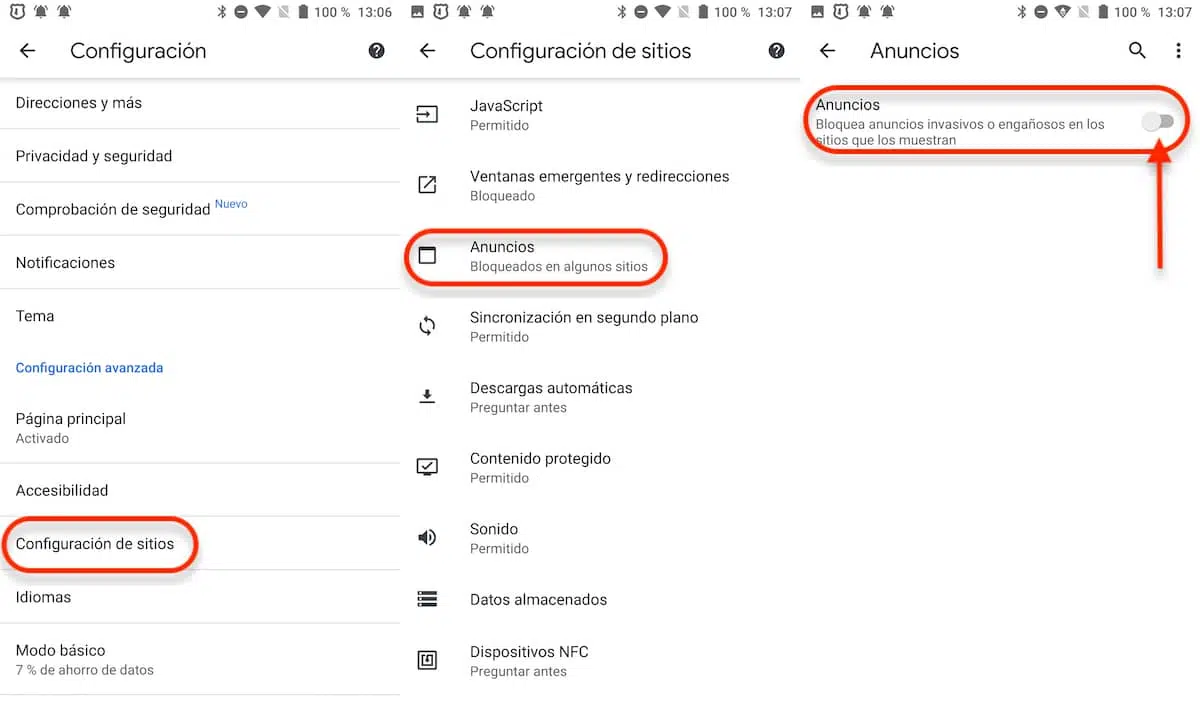 100 % 13:06
Configuración
Direcciones y más
Privacidad y seguridad
Comprobación de seguridad Nuevo
Notificaciones
Tema
Configuración avanzada
Página principal
Activado
Accesibilidad
Configuración de sitios
Idiomas
Modo básico
7 % de ahorro de datos
100 % 13:07
Configuración de sitios
JavaScript
Permitido
Ventanas emergentes y redirecciones
Bloqueado
Anuncios
Bloqueados en algunos sitios
Sincronización en segundo plano
Permitido
Descargas automáticas
Preguntar antes
Contenido protegido
Permitido
Sonido
Permitido
Datos almacenados
Dispositivos NFC
Preguntar antes
100 % 13:07
Anuncios
Anuncios
Bloquea anuncios invasivos o engañosos en los
sitios que los muestran